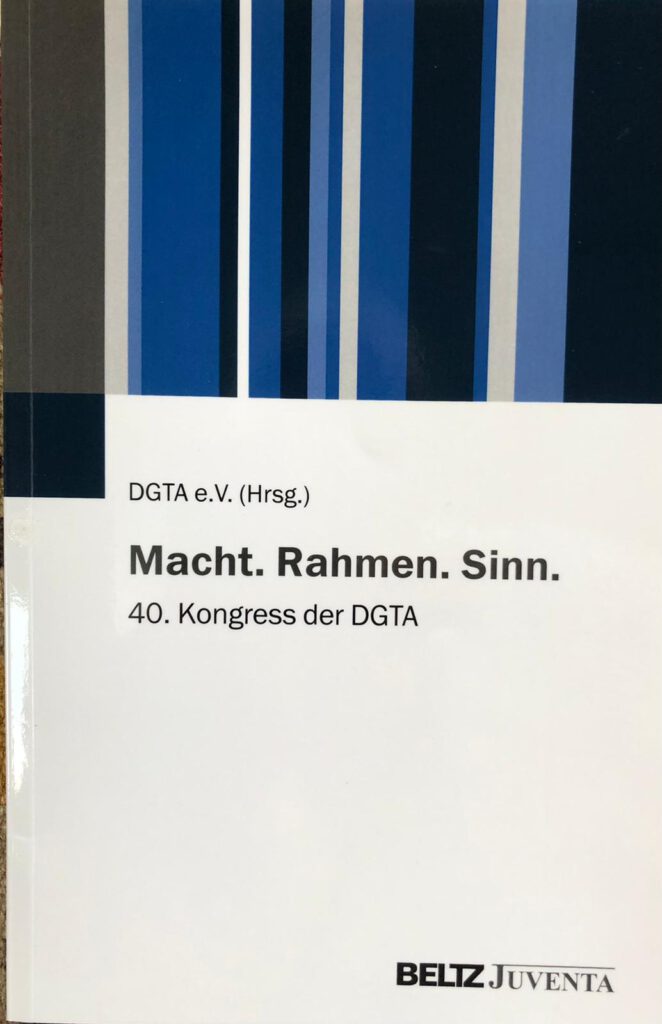 DGTA e.V. (Hrsg.)
Macht. Rahmen. Sinn.
40. Kongress der DGTA
BELTZ JUVENTA